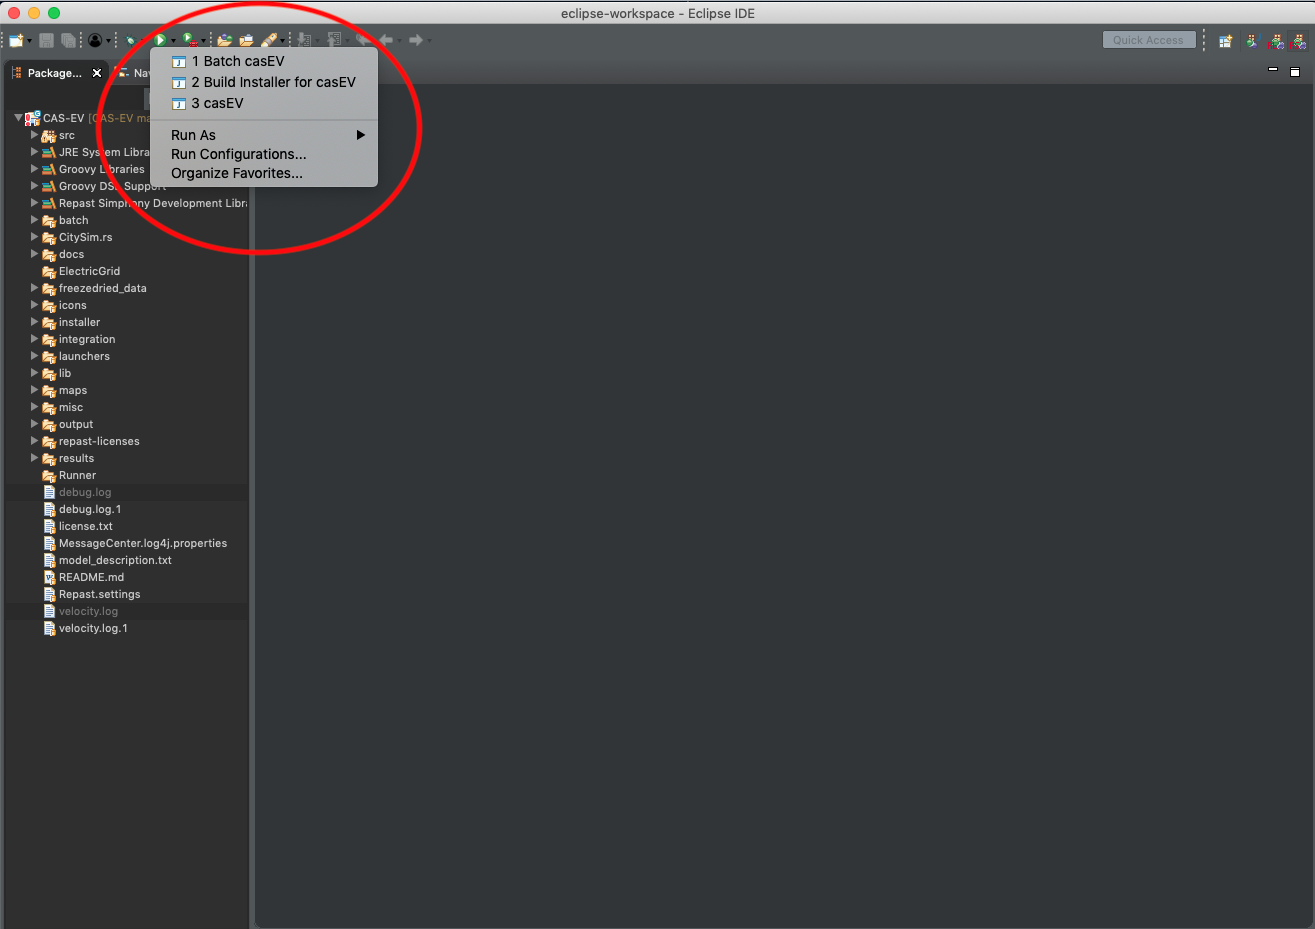 eclipse-workspace - Eclipse IDE
Quick Access
Package...
Nav
1 Batch casEV
2 Build Installer for casEV
3 casEV
Run As
Run Configurations...
Organize Favorites...
CAS-EV [CAS-EV ma
src
JRE System Libra
Groovy Libraries
Groovy DSL Support
Repast Simphony Development Libra
batch
CitySim.rs
docs
ElectricGrid
freezedried_data
icons
installer
integration
launchers
lib
maps
misc
output
repast-licenses
results
Runner
debug.log
debug.log.1
license.txt
MessageCenter.log4j.properties
model_description.txt
README.md
Repast.settings
velocity.log
velocity.log.1